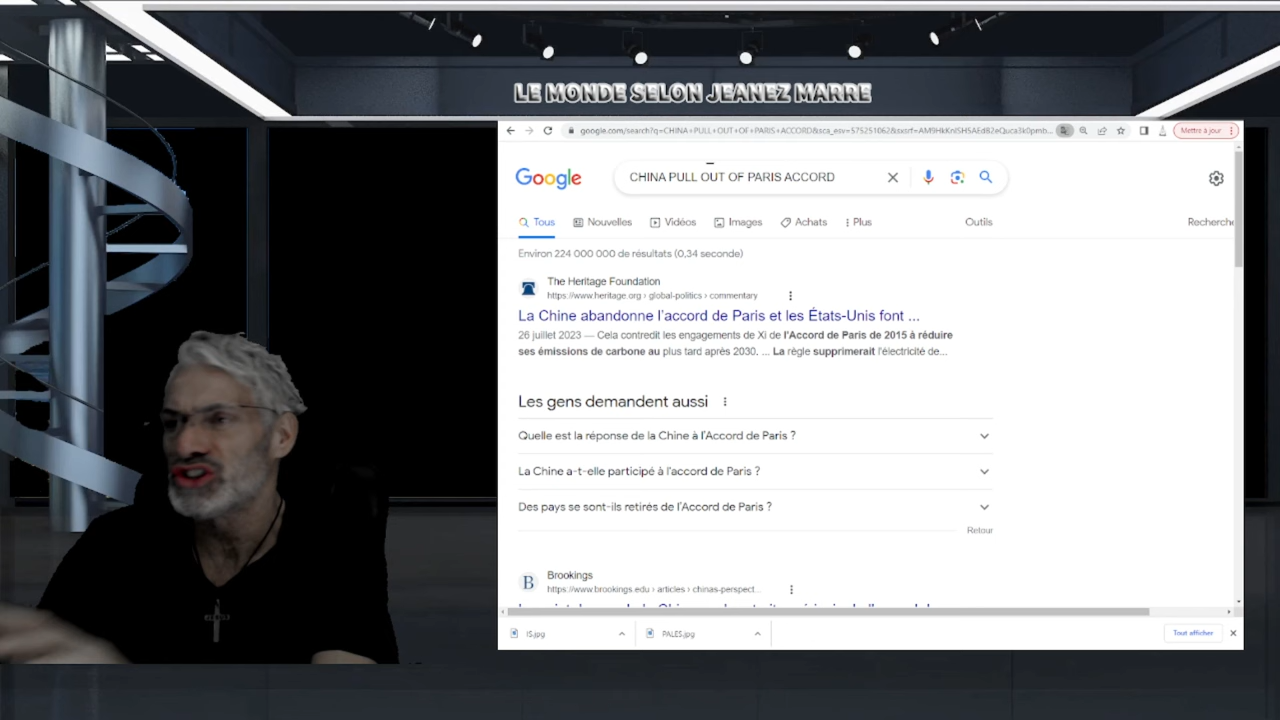 LE MONDE SELON JEANEZ MARRE
Mettre à jour
Google
CHINA PULL OUT OF PARIS ACCORD
Tous Nouvelles Vidéos Images Achats Plus Outils
Environ 224 000 000 de résultats (0,34 seconde)
The Heritage Foundation
https://www.heritage.org › global-politics › commentary
La Chine abandonne l'accord de Paris et les États-Unis font ...
26 juillet 2023 — Cela contredit les engagements de Xi de l'Accord de Paris de 2015 à réduire
ses émissions de carbone au plus tard après 2030. ... La règle supprimerait l'électricité de...
Les gens demandent aussi
Quelle est la réponse de la Chine à l'Accord de Paris ?
La Chine a-t-elle participé à l'accord de Paris ?
Des pays se sont-ils retirés de l'Accord de Paris ?
Retour
Brookings
https://www.brookings.edu › articles › chinas-perspect...
IS.jpg
PALES.jpg
Tout afficher